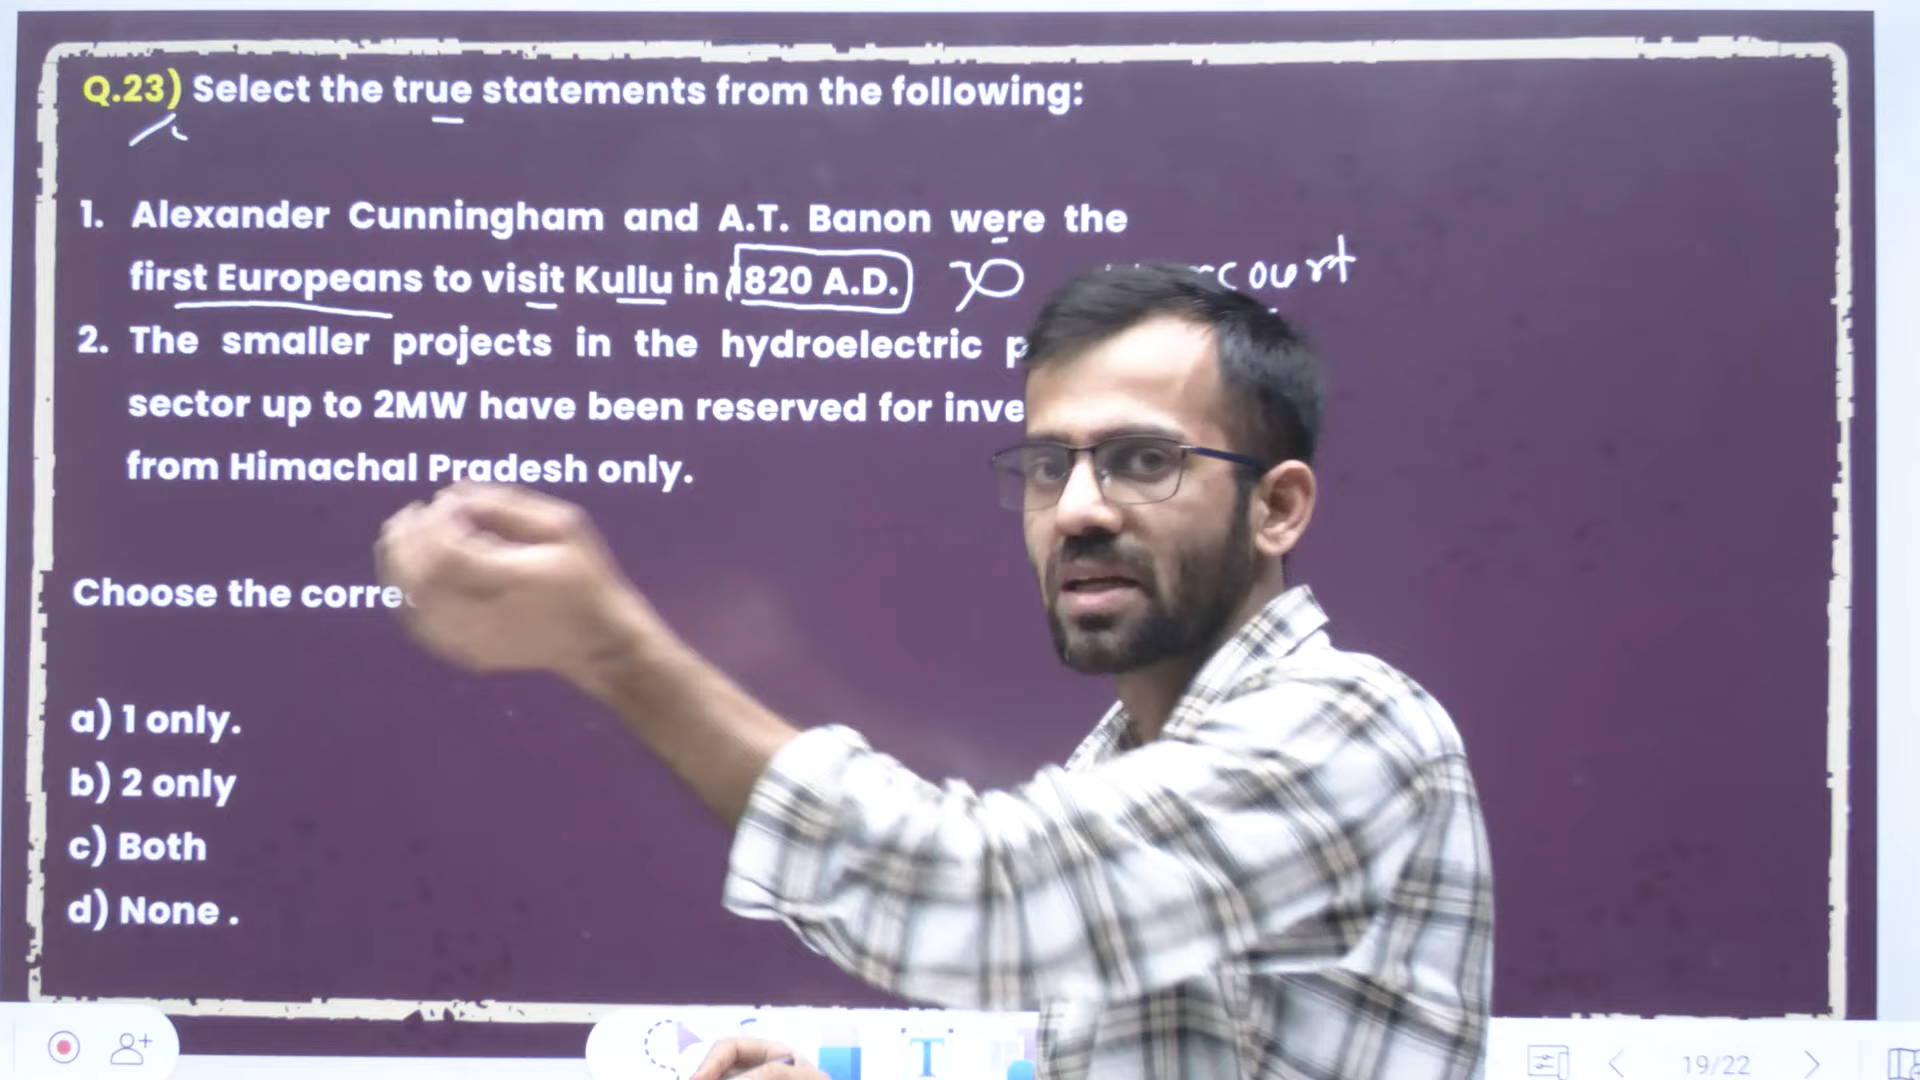 Q.23) Select the true statements from the following:
1. Alexander Cunningham and A.T. Banon were the
first Europeans to visit Kullu in 1820 A.D.
2. The smaller projects in the hydroelectric
sector up to 2MW have been reserved for
from Himachal Pradesh only.
Choose the
a) 1 only.
b) 2 only
c) Both
d) None .
T
19/22